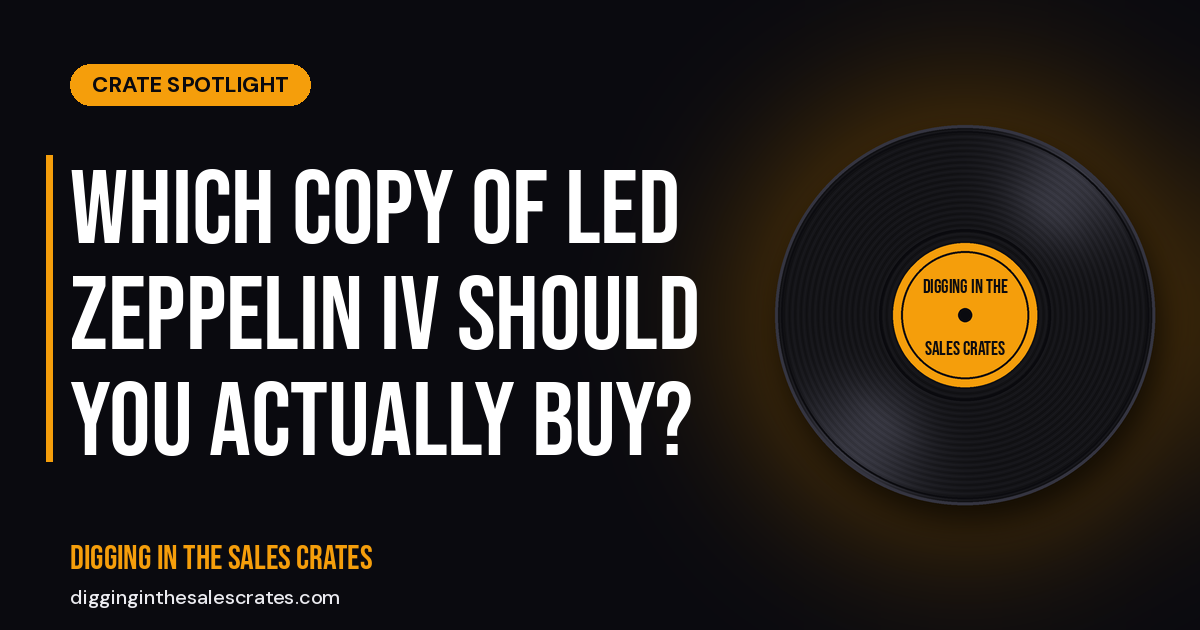 CRATE SPOTLIGHT
WHICH COPY OF LED
ZEPPELIN IV SHOULD
YOU ACTUALLY BUY?
DIGGING IN THE
SALES CRATES
DIGGING IN THE SALES CRATES
digginginthesalescrates.com